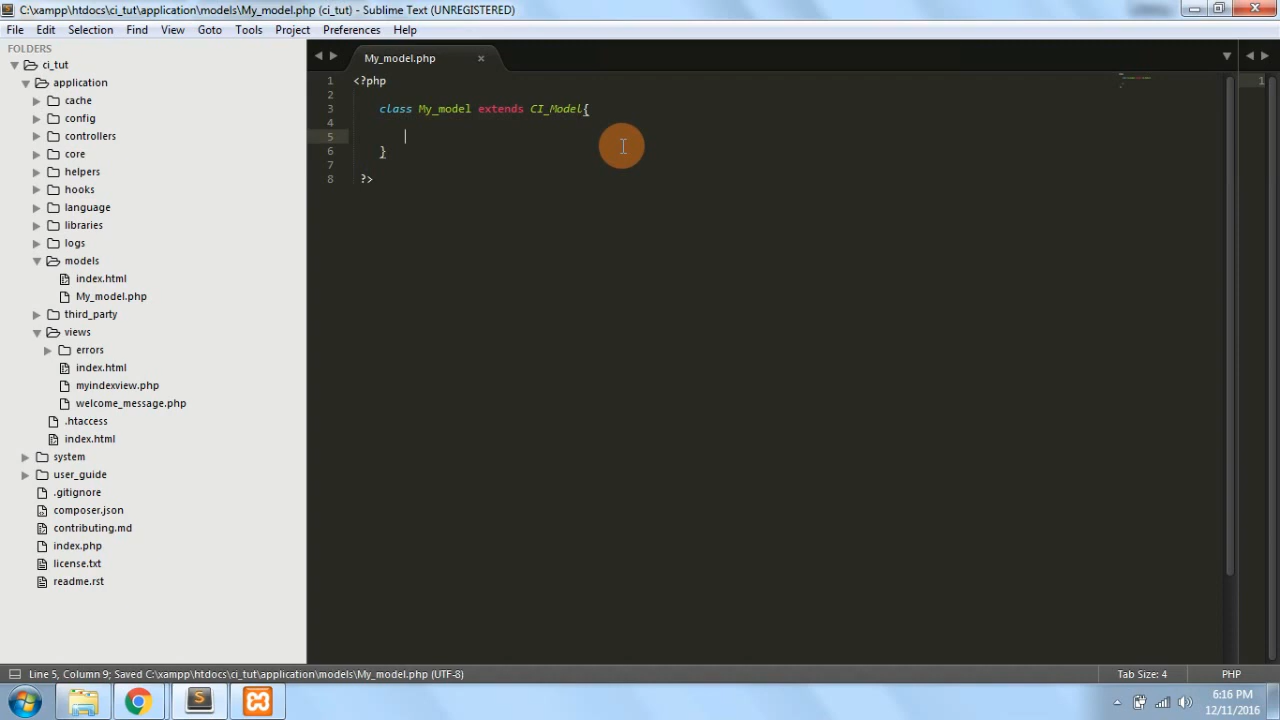 C:\xampp\htdocs\ci_tut\application\models\My_model.php (ci_tut) - Sublime Text (UNREGISTERED)
File Edit Selection Find View Goto Tools Project Preferences Help
FOLDERS
ci_tut
application
cache
config
controllers
core
helpers
hooks
language
libraries
logs
models
index.html
My_model.php
third_party
views
errors
index.html
myindexview.php
welcome_message.php
.htaccess
index.html
system
user_guide
.gitignore
composer.json
contributing.md
index.php
license.txt
readme.rst
My_model.php
1 <?php
2
3 class My_model extends CI_Model{
4
5
6 }
7
8 ?>
1
Line 5, Column 9; Saved C:\xampp\htdocs\ci_tut\application\models\My_model.php (UTF-8)
Tab Size: 4
PHP
6:16 PM
12/11/2016